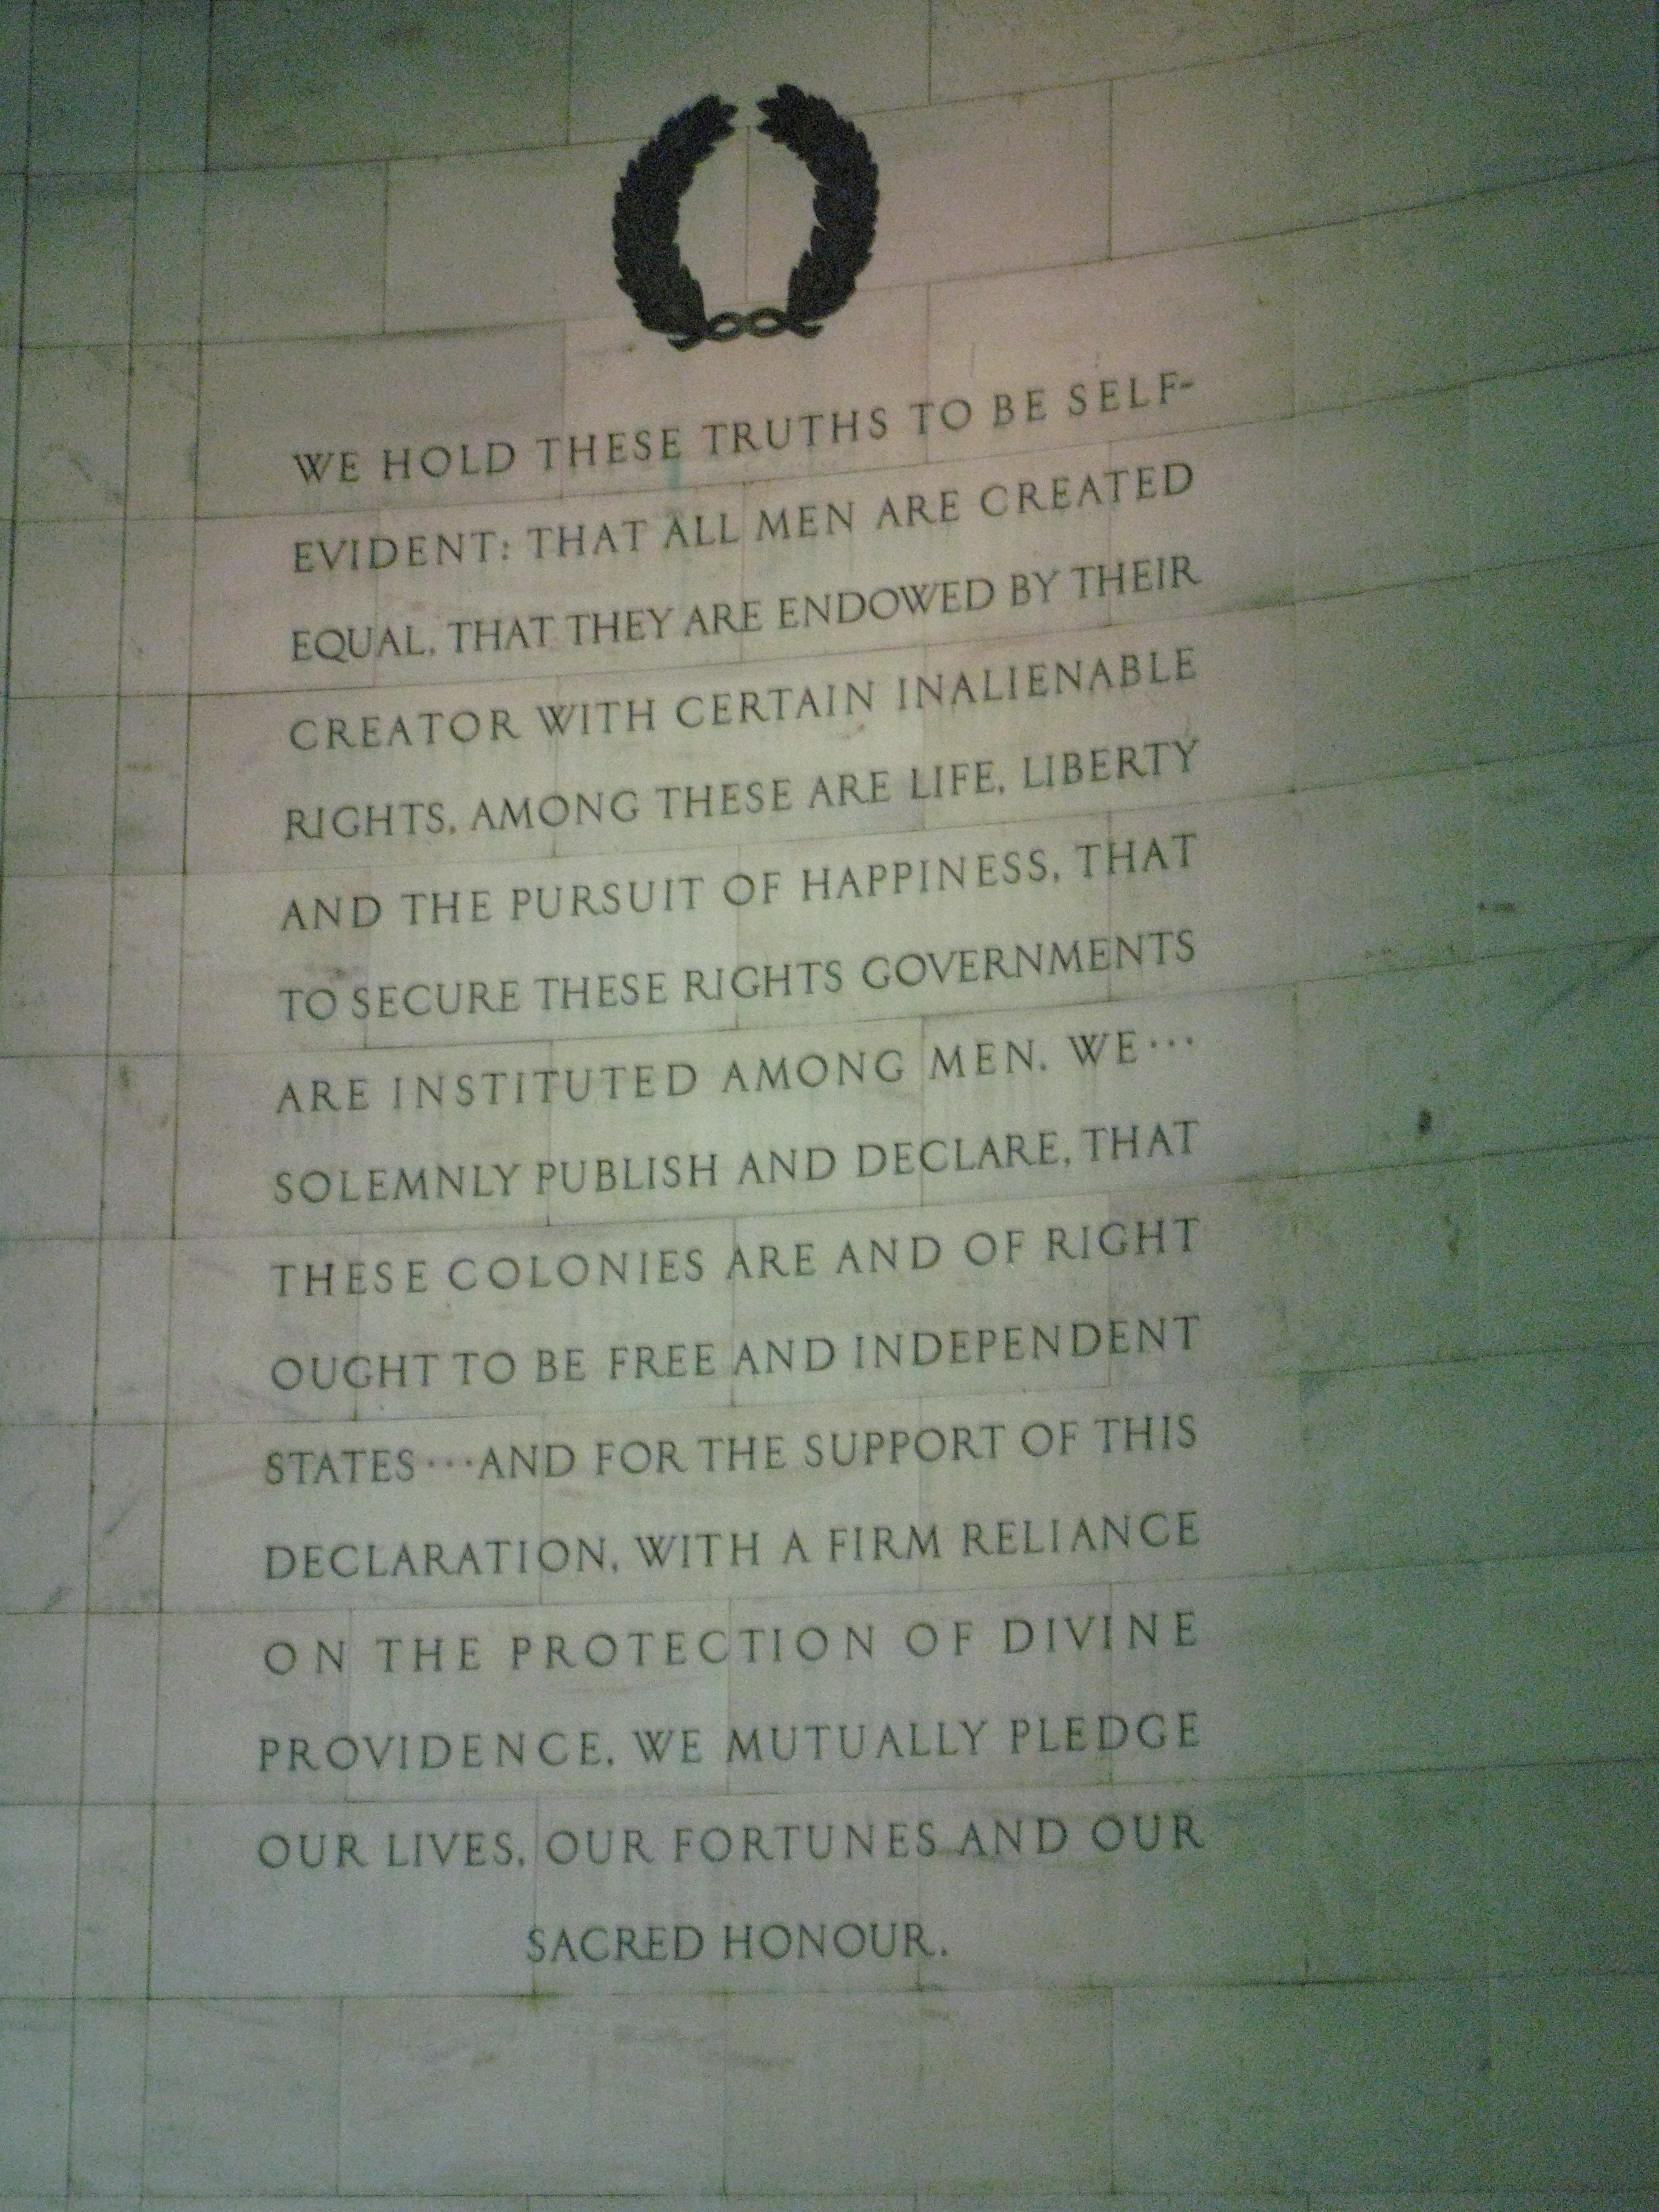 WE HOLD THESE TRUTHS TO BE SELF-
EVIDENT: THAT ALL MEN ARE CREATED
EQUAL, THAT THEY ARE ENDOWED BY THEIR
CREATOR WITH CERTAIN INALIENABLE
RIGHTS, AMONG THESE ARE LIFE, LIBERTY
AND THE PURSUIT OF HAPPINESS, THAT
TO SECURE THESE RIGHTS GOVERNMENTS
ARE INSTITUTED AMONG MEN. WE···
SOLEMNLY PUBLISH AND DECLARE, THAT
THESE COLONIES ARE AND OF RIGHT
OUGHT TO BE FREE AND INDEPENDENT
STATES···AND FOR THE SUPPORT OF THIS
DECLARATION, WITH A FIRM RELIANCE
ON THE PROTECTION OF DIVINE
PROVIDENCE, WE MUTUALLY PLEDGE
OUR LIVES, OUR FORTUNES AND OUR
SACRED HONOUR.